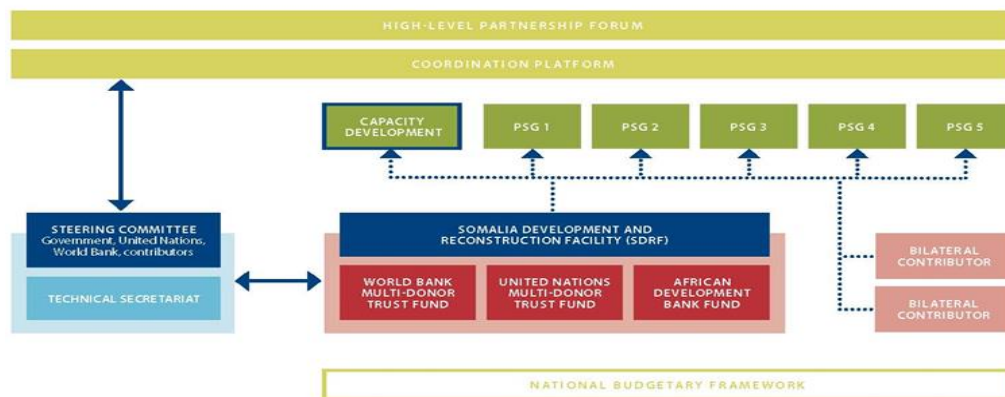 HIGH-LEVEL PARTNERSHIP FORUM
COORDINATION PLATFORM
CAPACITY
DEVELOPMENT
PSG 1
PSG 2
PSG 3
PSG 4
PSG 5
STEERING COMMITTEE
Government, United Nations,
World Bank, contributors
TECHNICAL SECRETARIAT
SOMALIA DEVELOPMENT AND
RECONSTRUCTION FACILITY (SDRF)
WORLD BANK
MULTI-DONOR
TRUST FUND
UNITED NATIONS
MULTI-DONOR
TRUST FUND
AFRICAN
DEVELOPMENT
BANK FUND
BILATERAL
CONTRIBUTOR
BILATERAL
CONTRIBUTOR
NATIONAL BUDGETARY FRAMEWORK